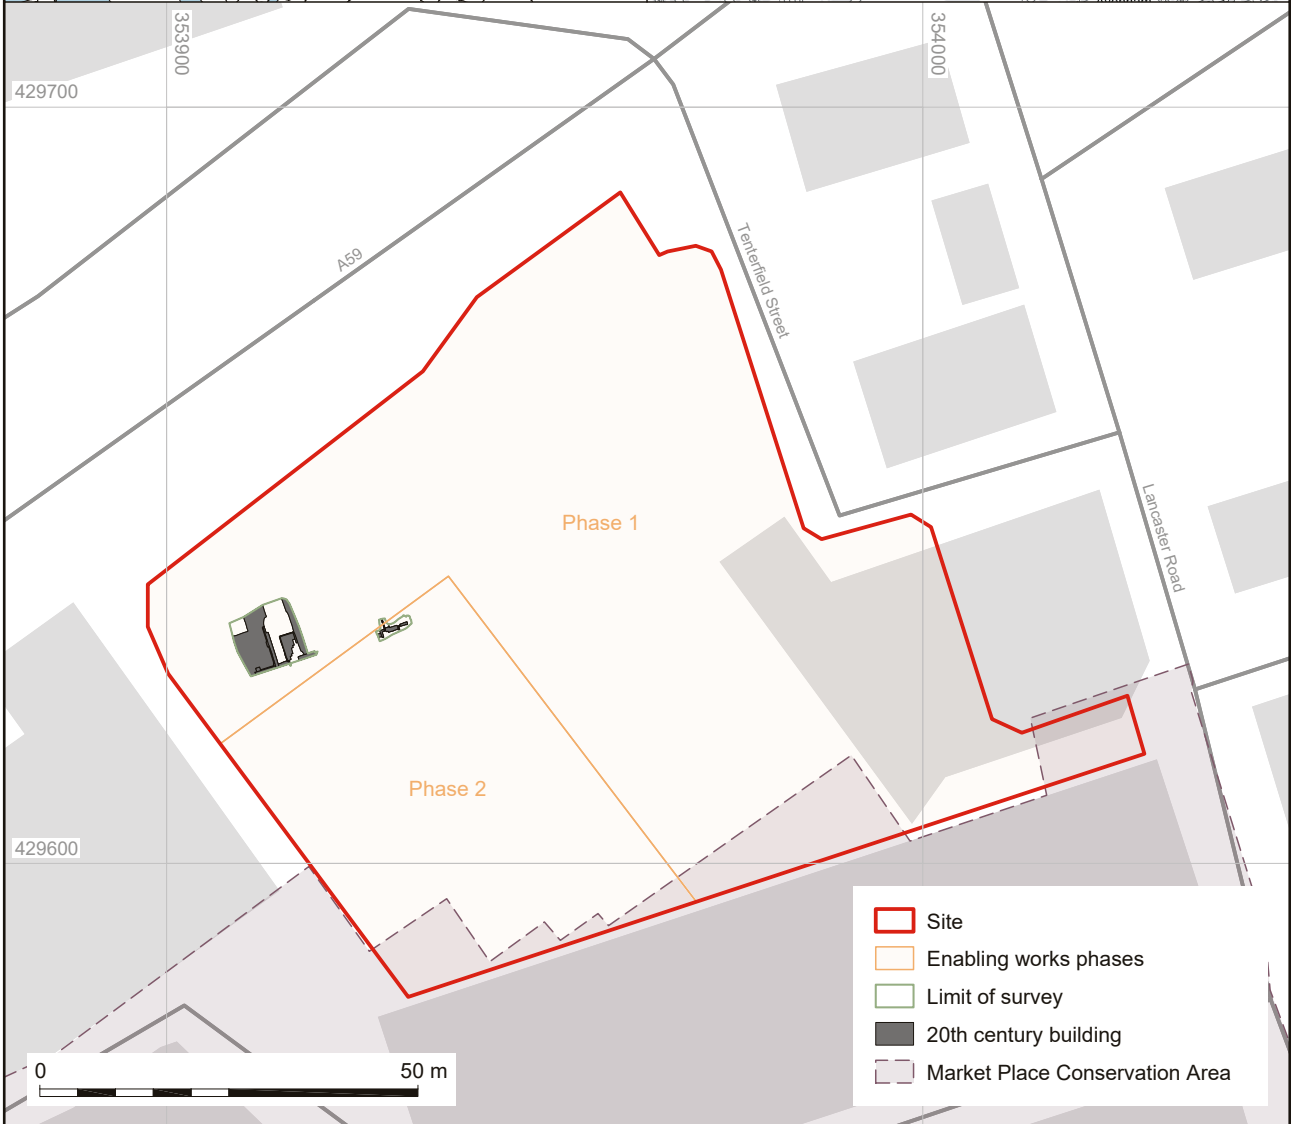 353900
354000
429700
A59
Tenterfield Street
Phase 1
Lancaster Road
Phase 2
429600
Site
Enabling works phases
Limit of survey
20th century building
Market Place Conservation Area
0 50 m